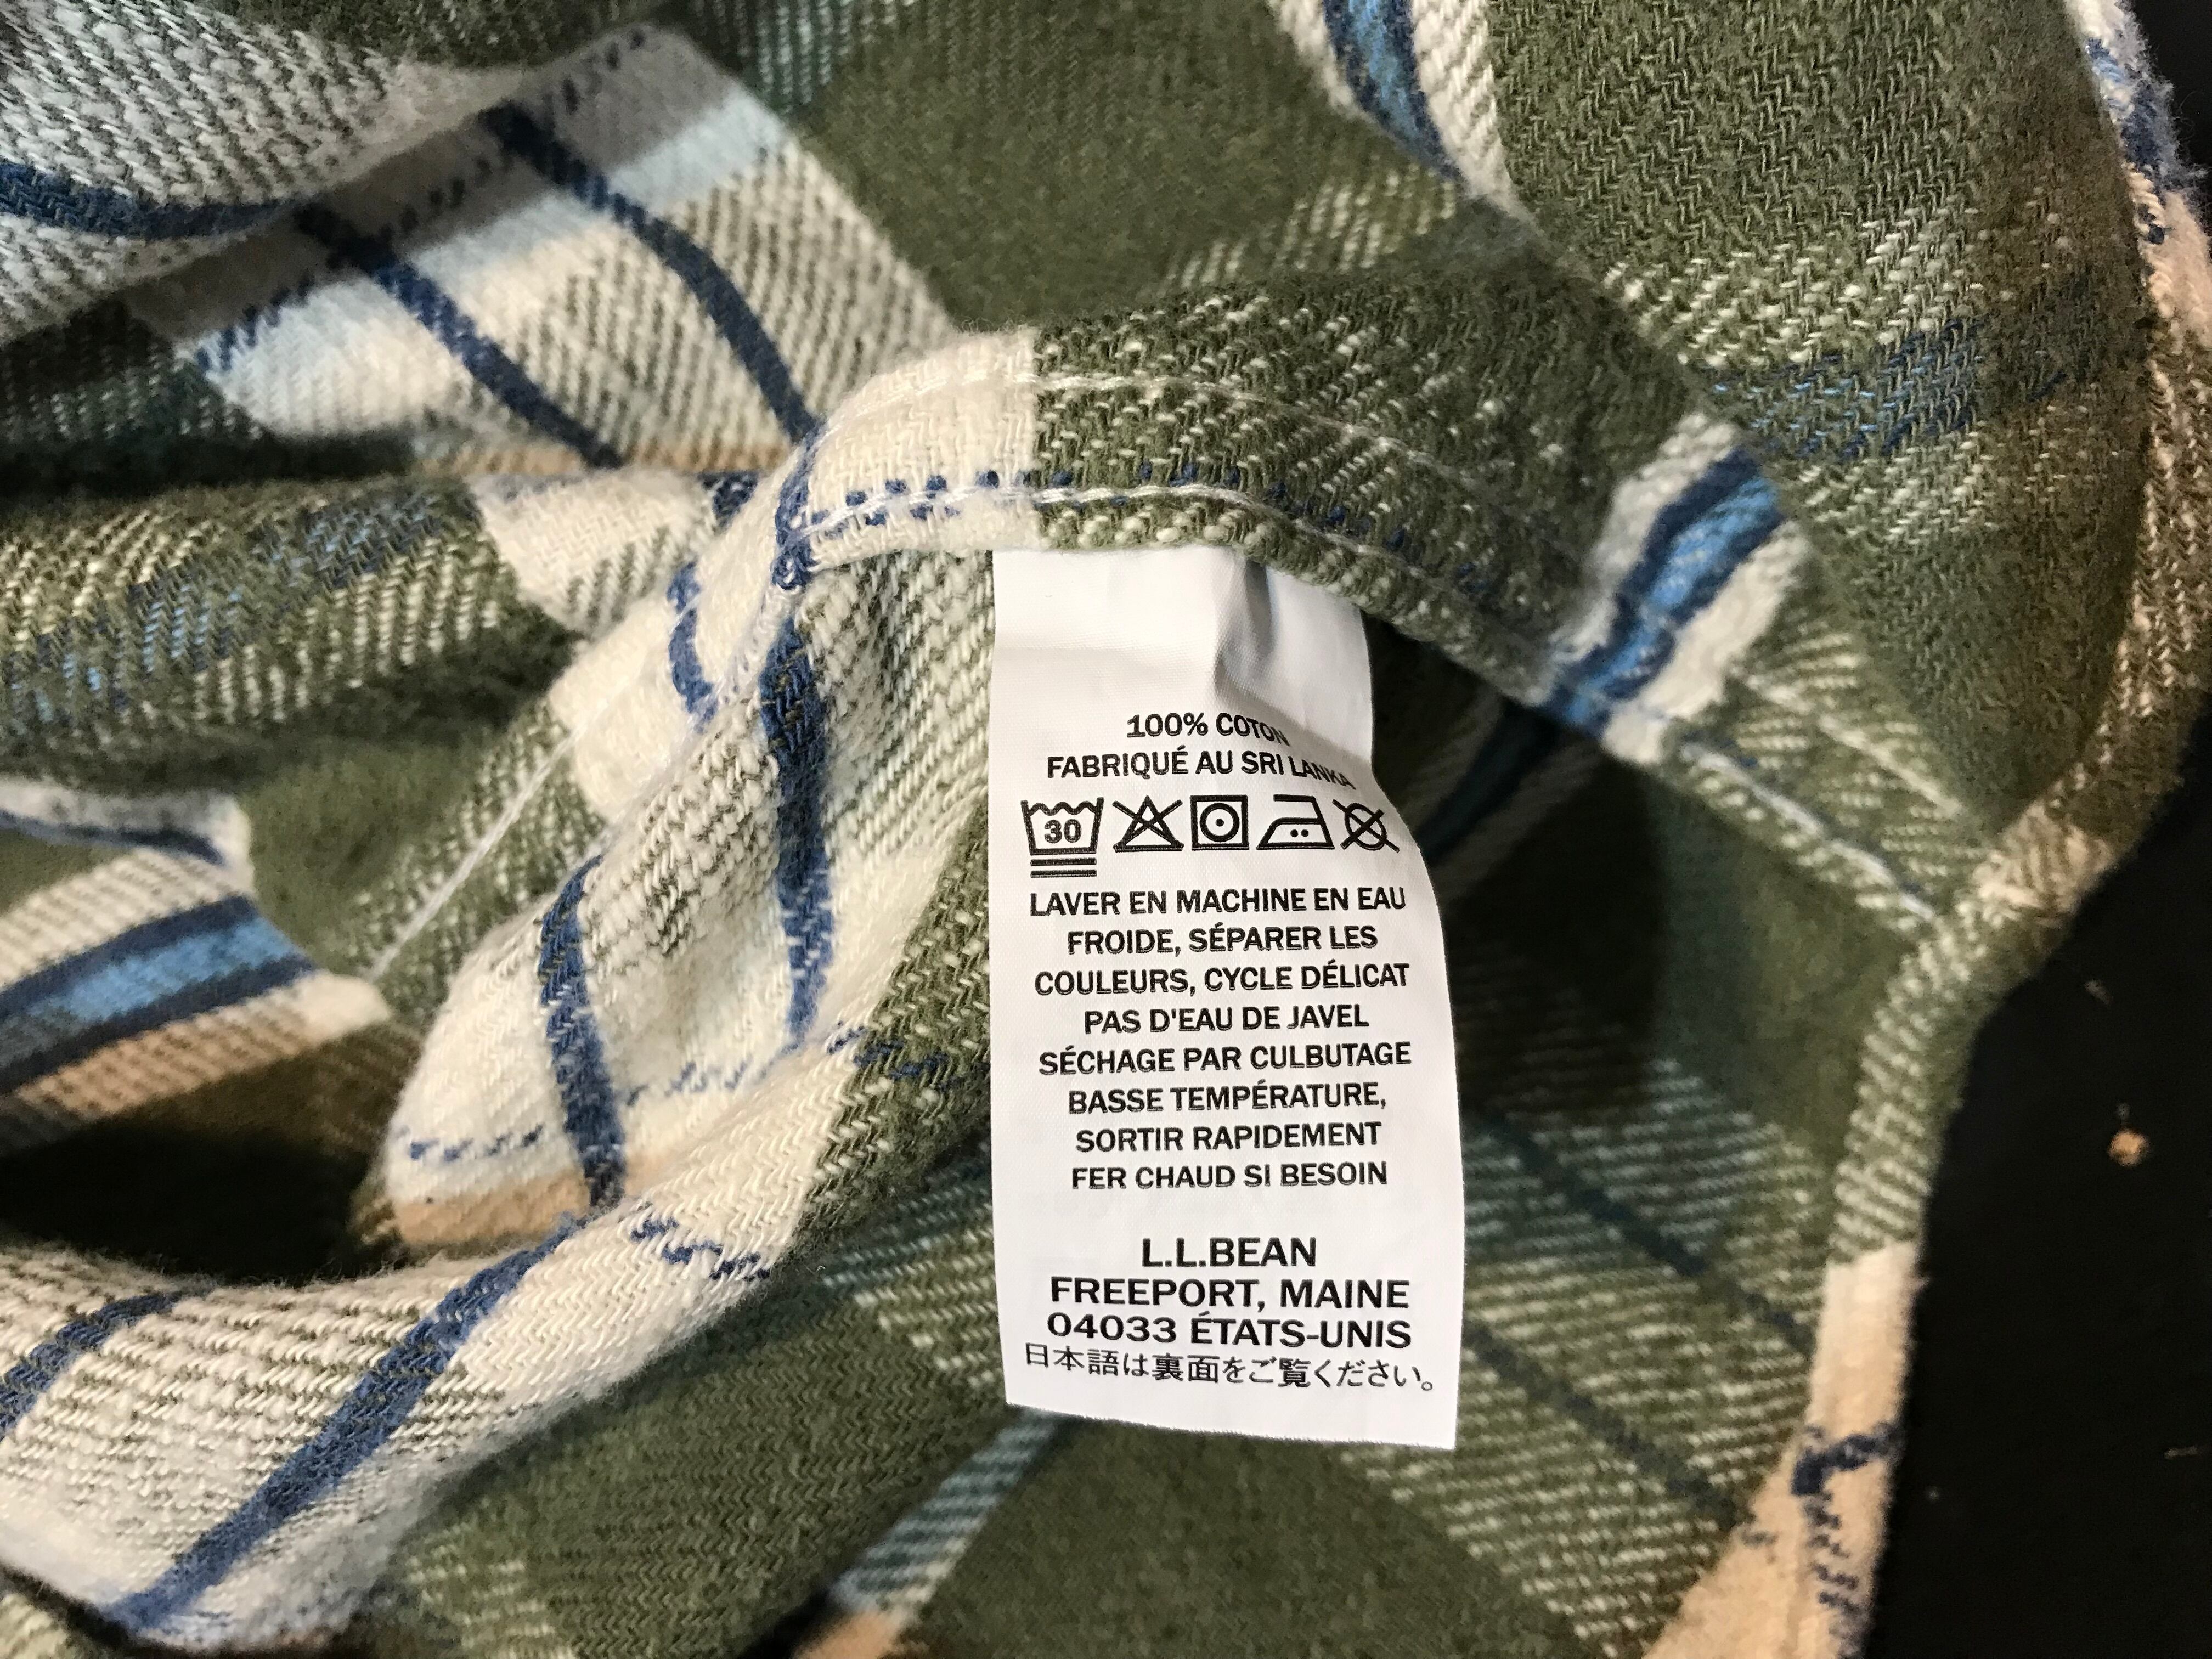 100% COTON
FABRIQUÉ AU SRI LANKA
30
LAVER EN MACHINE EN EAU
FROIDE, SÉPARER LES
COULEURS, CYCLE DÉLICAT
PAS D'EAU DE JAVEL
SÉCHAGE PAR CULBUTAGE
BASSE TEMPÉRATURE,
SORTIR RAPIDEMENT
FER CHAUD SI BESOIN
L.L.BEAN
FREEPORT, MAINE
04033 ÉTATS-UNIS
日本語は裏面をご覧ください。